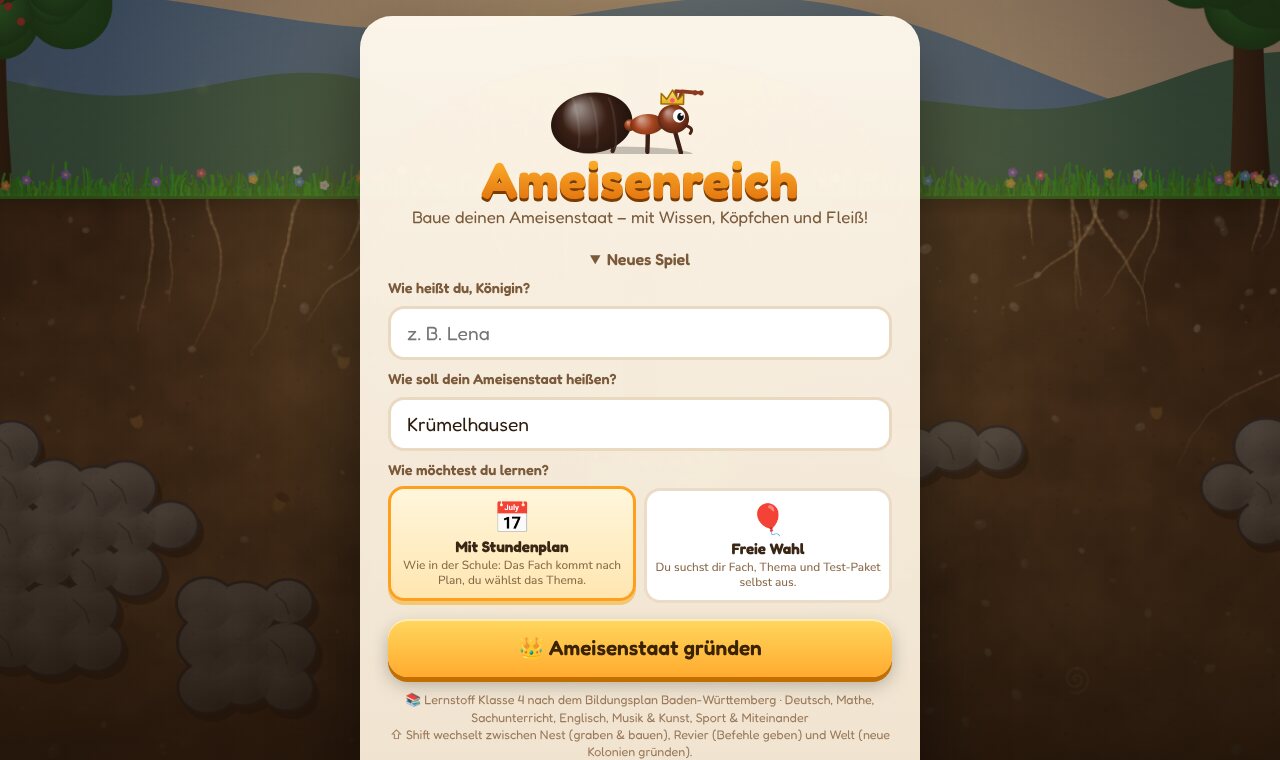 Ameisenreich
Baue deinen Ameisenstaat – mit Wissen, Köpfchen und Fleiß!
▼ Neues Spiel
Wie heißt du, Königin?
z. B. Lena
Wie soll dein Ameisenstaat heißen?
Krümelhausen
Wie möchtest du lernen?
July
17
Mit Stundenplan
Wie in der Schule: Das Fach kommt nach
Plan, du wählst das Thema.
Freie Wahl
Du suchst dir Fach, Thema und Test-Paket
selbst aus.
👑 Ameisenstaat gründen
📚 Lernstoff Klasse 4 nach dem Bildungsplan Baden-Württemberg · Deutsch, Mathe,
Sachunterricht, Englisch, Musik & Kunst, Sport & Miteinander
⇧ Shift wechselt zwischen Nest (graben & bauen), Revier (Befehle geben) und Welt (neue
Kolonien gründen).